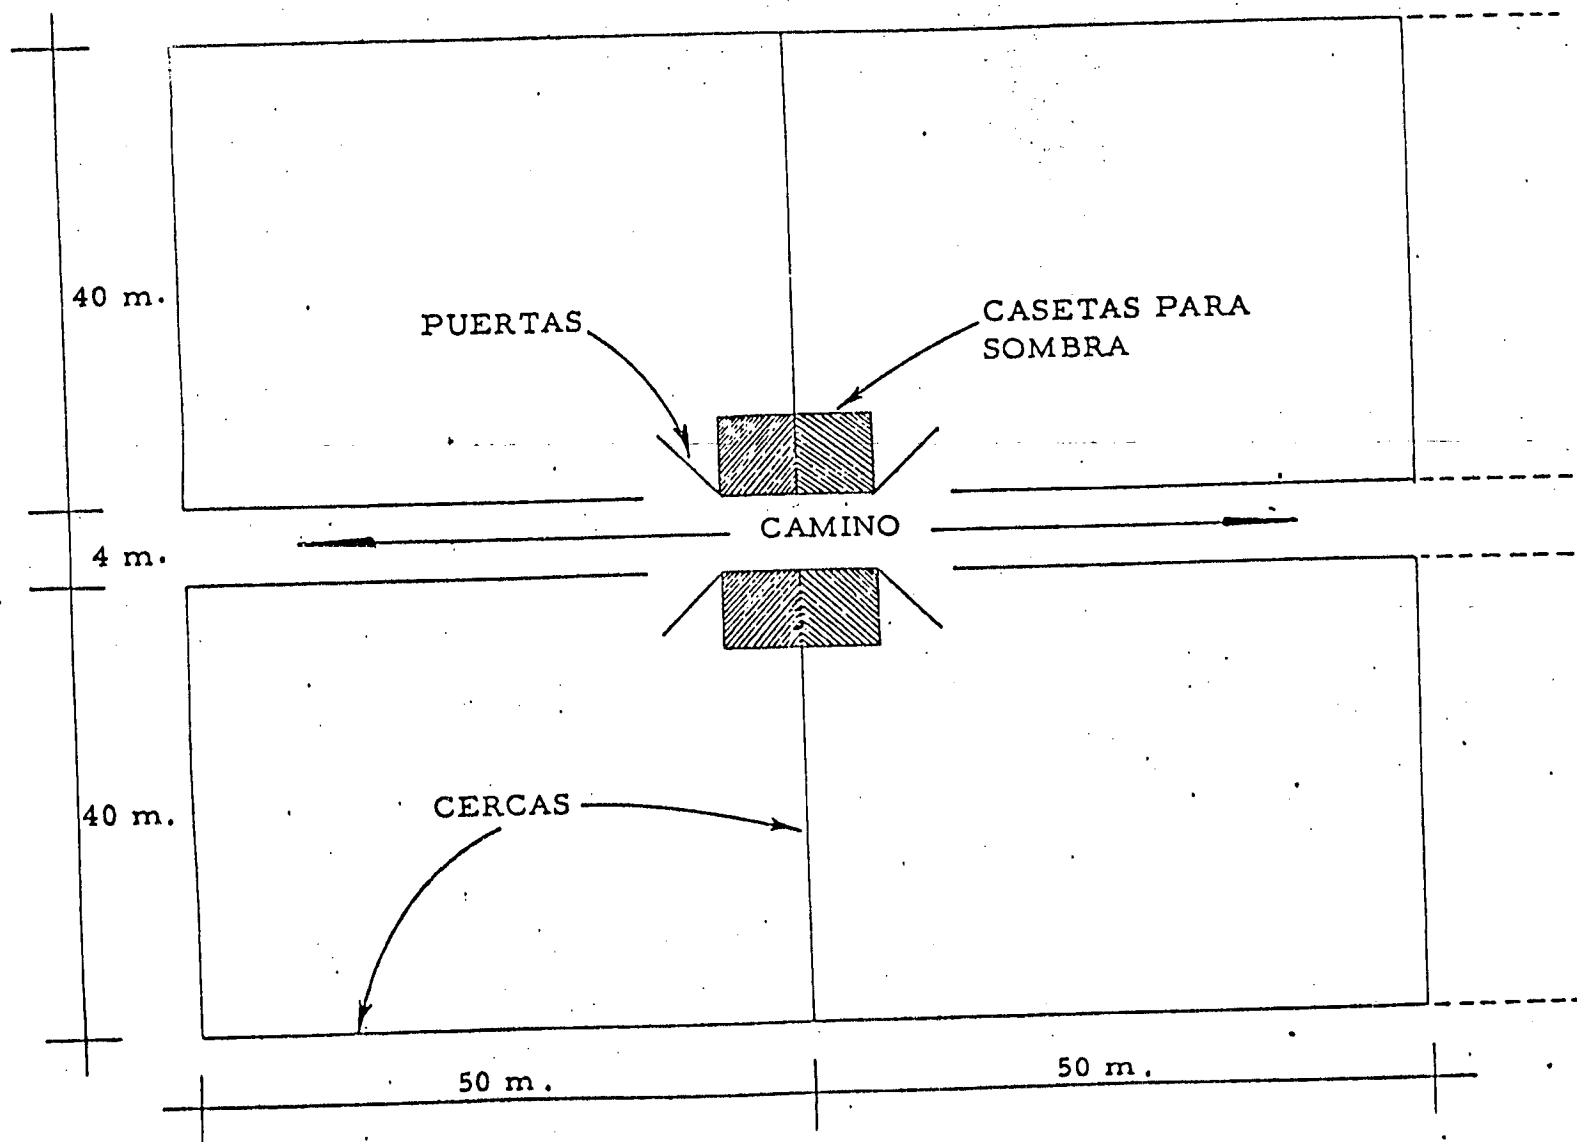 40 m.
PUERTAS
CASETAS PARA
SOMBRA
CAMINO
4 m.
CERCAS
40 m.
50 m.
50 m.